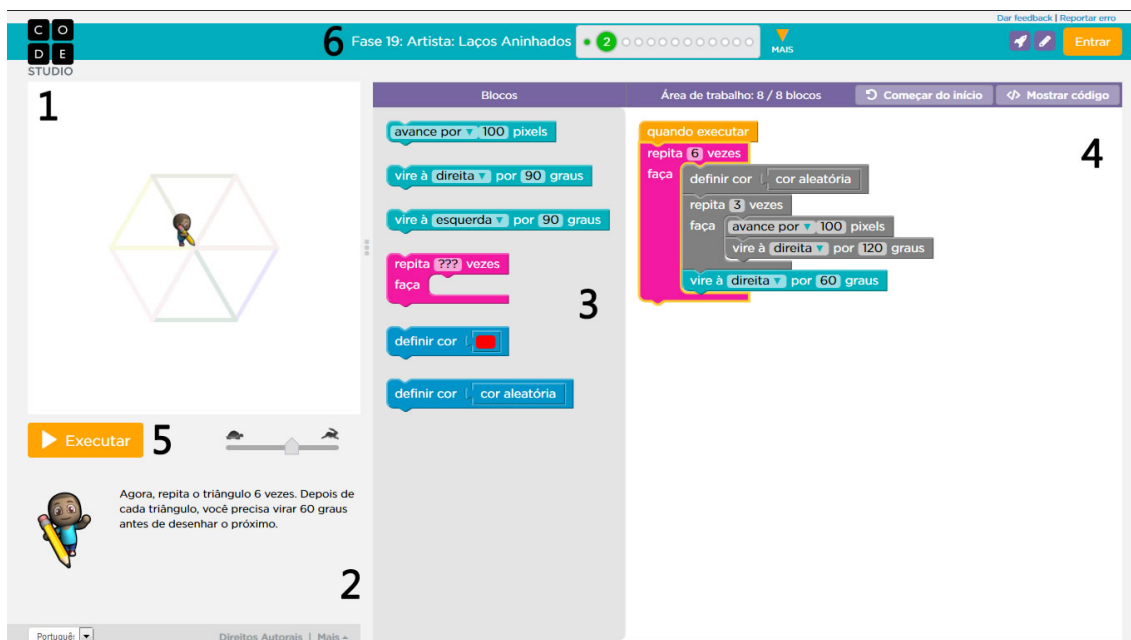 Dar feedback | Reportar erro
C O
D E
STUDIO
6 Fase 19: Artista: Laços Aninhados 2 MAIS
Entrar
1
Blocos
Área de trabalho: 8 / 8 blocos
Começar do início
</> Mostrar código
avance por 100 pixels
vire à direita por 90 graus
vire à esquerda por 90 graus
repita ??? vezes
faça
3
definir cor
definir cor cor aleatória
quando executar
repita 6 vezes
faça
definir cor cor aleatória
repita 3 vezes
faça avance por 100 pixels
vire à direita por 120 graus
vire à direita por 60 graus
4
Executar 5
Agora, repita o triângulo 6 vezes. Depois de
cada triângulo, você precisa virar 60 graus
antes de desenhar o próximo.
2
Direitos Autorais | Mais